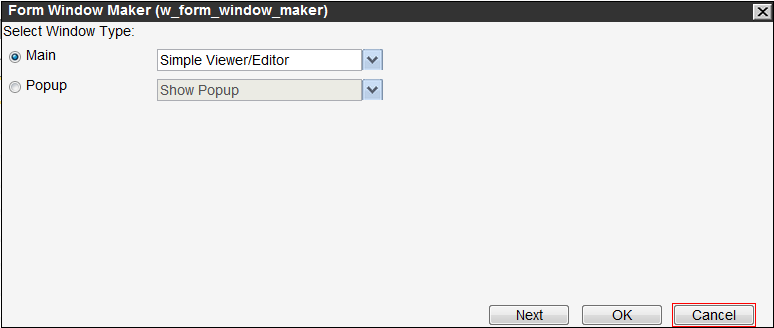 Form Window Maker (w_form_window_maker)
Select Window Type:
Main Simple Viewer/Editor
Popup Show Popup
Next OK Cancel